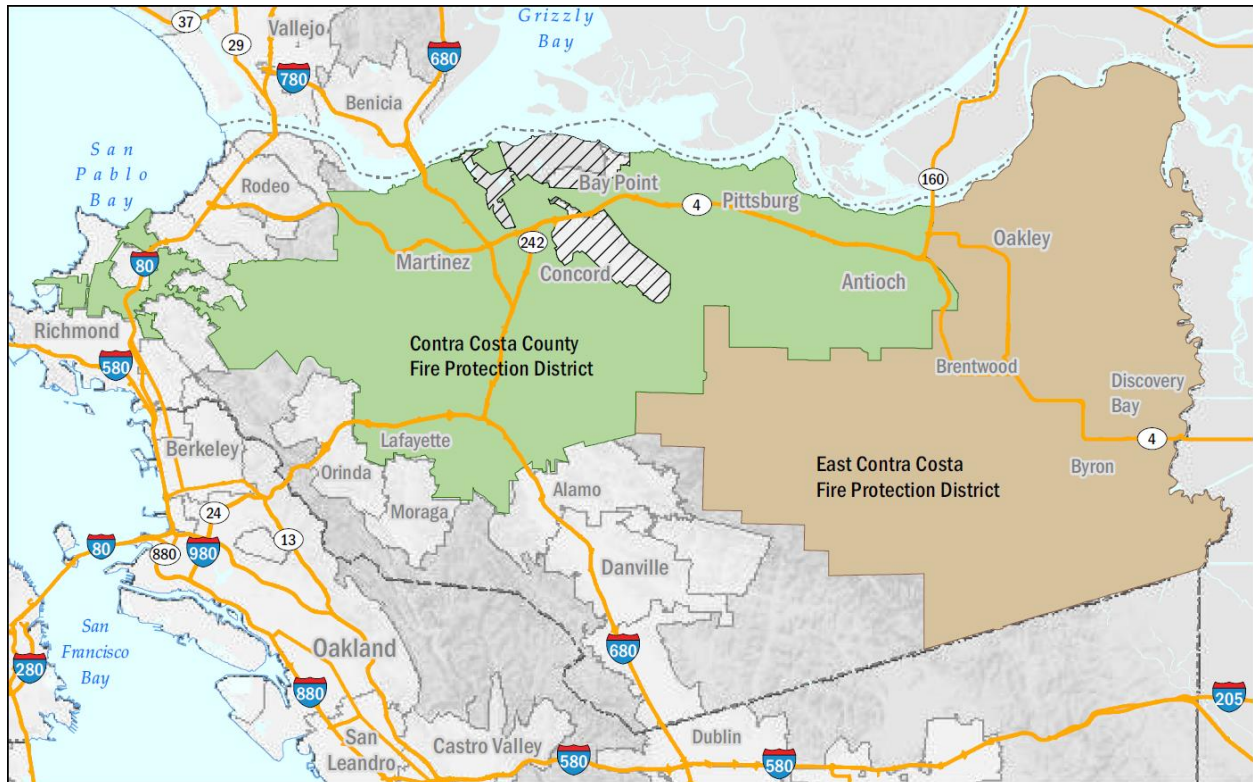 Grizzly
Bay
37
29
Vallejo
680
780
Benicia
San
Pablo
Bay
Rodeo
Bay Point
160
4
Pittsburg
Oakley
242
80
Martinez
Concord
Antioch
Richmond
580
Contra Costa County
Fire Protection District
Brentwood
Discovery
Bay
4
Berkeley
Lafayette
Orinda
Byron
East Contra Costa
Fire Protection District
Alamo
Moraga
24
13
80
880
980
Danville
San
Francisco
Bay
Oakland
680
280
880
205
San
Leandro
Castro Valley
Dublin
580
580